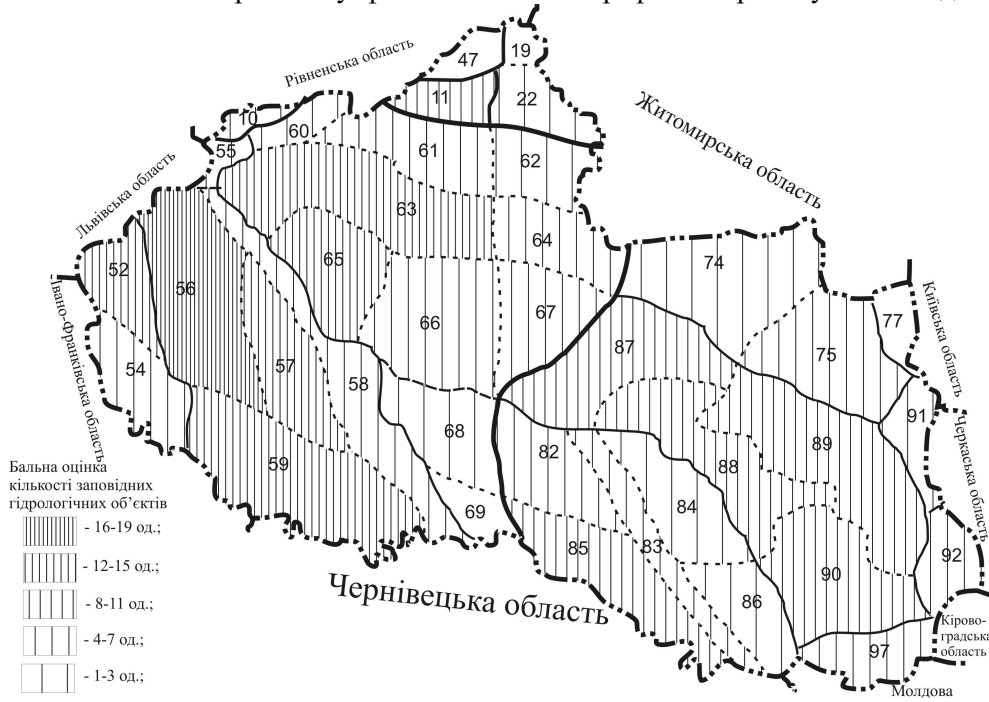 Рівненська область
Житомирська область
Львівська область
Івано-Франківська область
Київська область
Черкаська область
Чернівецька область
Кірово-
градська
область
Молдова
47
19
11
22
10
60
55
61
62
63
64
52
56
65
74
66
67
77
54
57
58
87
75
91
68
82
88
89
59
84
69
85
83
86
90
92
97
Бальна оцінка
кількості заповідних
гідрологічних об’єктів
- 16-19 од.;
- 12-15 од.;
- 8-11 од.;
- 4-7 од.;
- 1-3 од.;